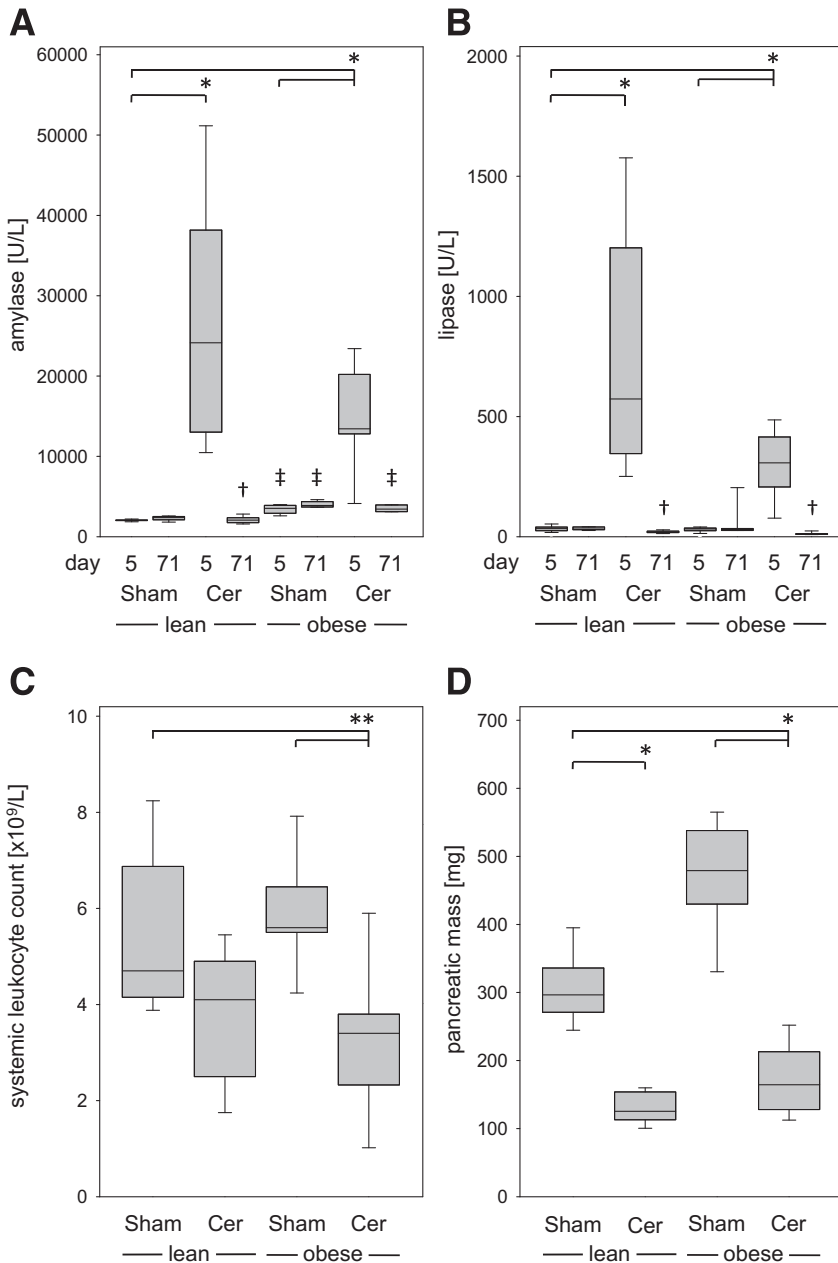 A
B
60000
50000
40000
30000
20000
10000
0
amylase [U/L]
* *
† ‡ ‡ ‡
day 5 71 5 71 5 71 5 71
Sham Cer Sham Cer
lean obese
2000
1500
1000
500
0
lipase [U/L]
* *
† †
day 5 71 5 71 5 71 5 71
Sham Cer Sham Cer
lean obese
C
D
10
8
6
4
2
0
systemic leukocyte count [x10⁹/L]
**
Sham Cer Sham Cer
lean obese
700
600
500
400
300
200
100
0
pancreatic mass [mg]
* *
Sham Cer Sham Cer
lean obese